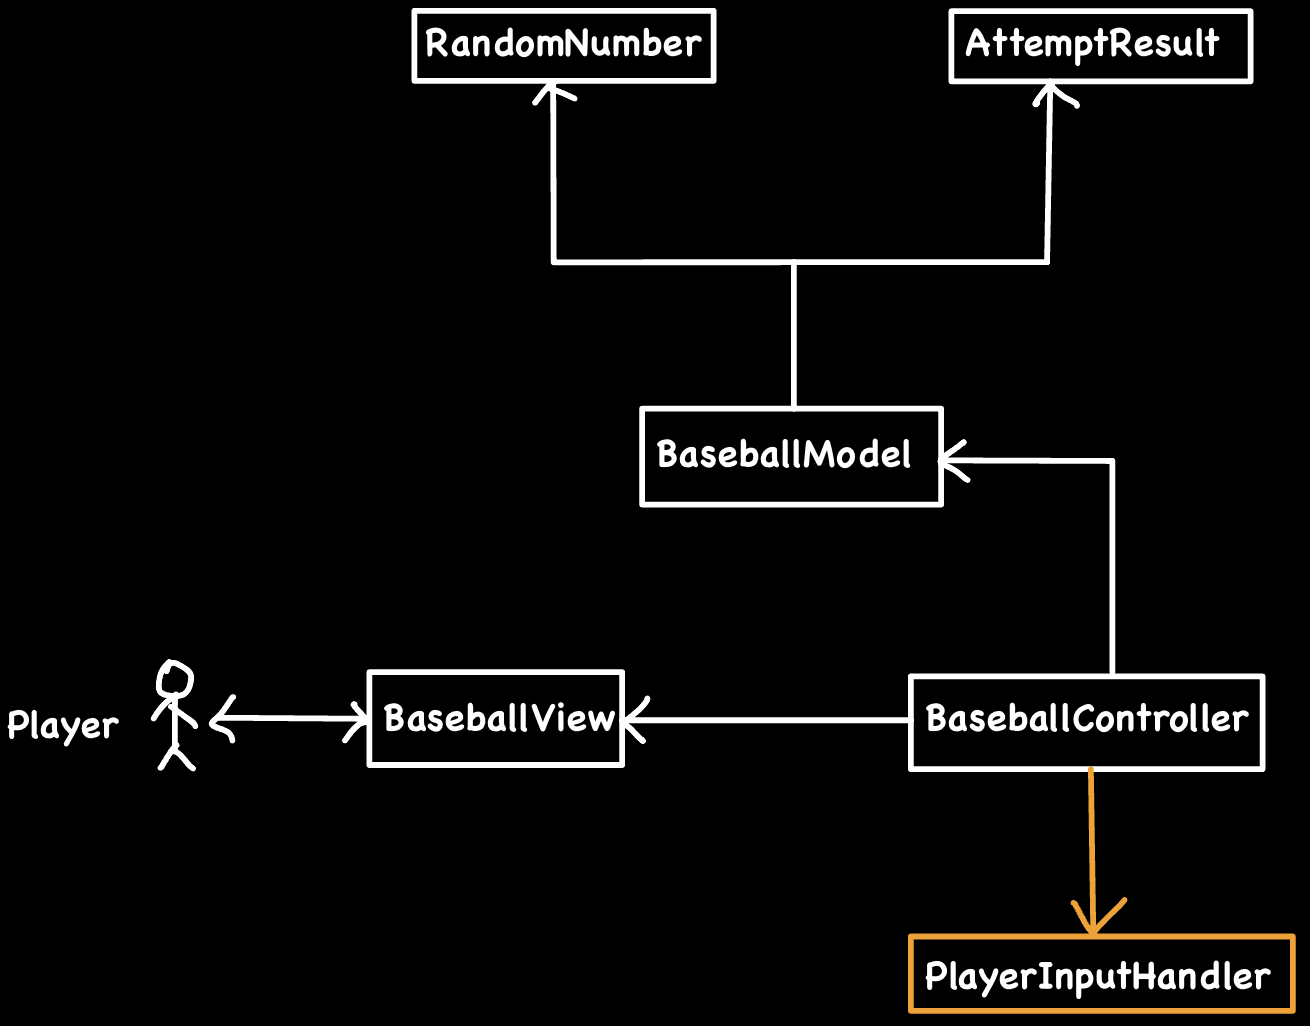 RandomNumber
AttemptResult
BaseballModel
Player
BaseballView
BaseballController
PlayerInputHandler